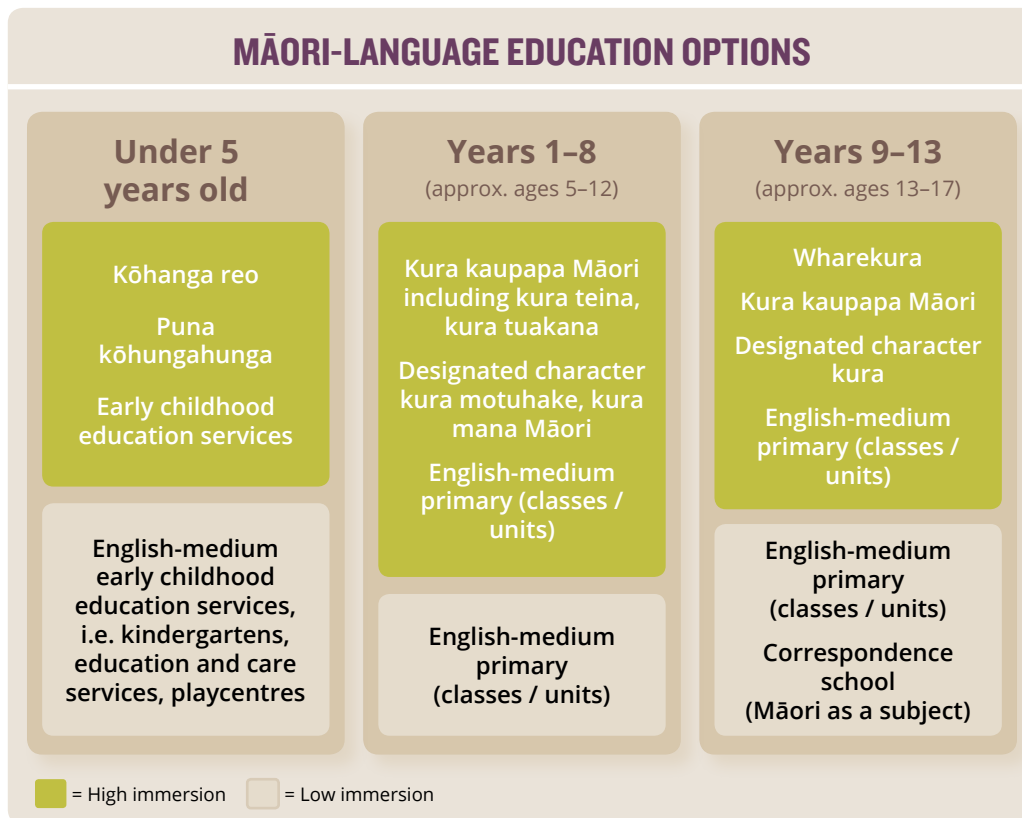 MĀORI-LANGUAGE EDUCATION OPTIONS
Under 5
years old
Kōhanga reo
Puna
kōhungahunga
Early childhood
education services
English-medium
early childhood
education services,
i.e. kindergartens,
education and care
services, playcentres
Years 1–8
(approx. ages 5–12)
Kura kaupapa Māori
including kura teina,
kura tuakana
Designated character
kura motuhake, kura
mana Māori
English-medium
primary (classes /
units)
English-medium
primary
(classes / units)
Years 9–13
(approx. ages 13–17)
Wharekura
Kura kaupapa Māori
Designated character
kura
English-medium
primary (classes /
units)
English-medium
primary
(classes / units)
Correspondence
school
(Māori as a subject)
= High immersion
= Low immersion